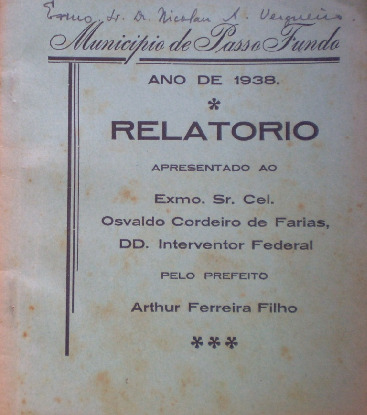 Exmo. Sr. D. Nicolau A. Vergueiro.
Municipio de Passo Fundo
ANO DE 1938.
*
RELATORIO
APRESENTADO AO
Exmo. Sr. Cel.
Osvaldo Cordeiro de Farias,
DD. Interventor Federal
PELO PREFEITO
Arthur Ferreira Filho
***